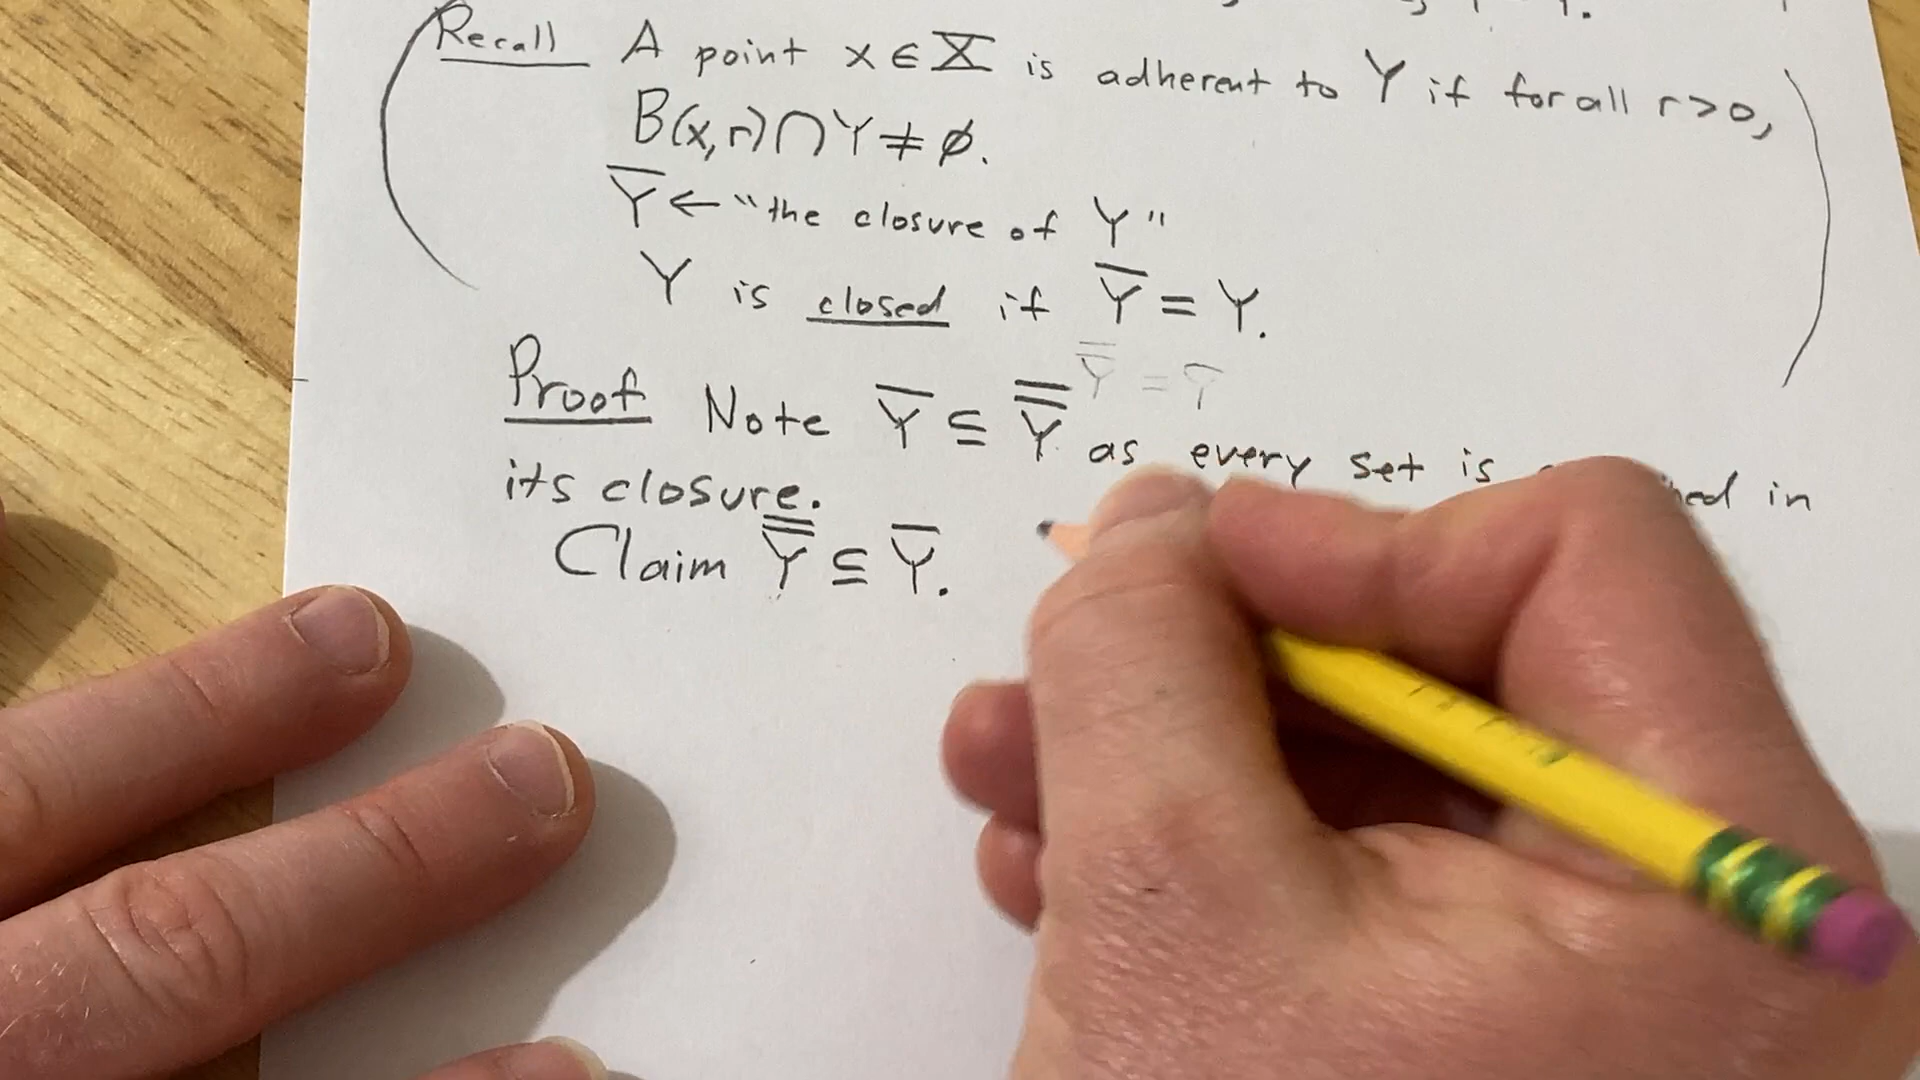 Recall A point x ∈ X is adherent to Y if for all r>0,
B(x,r)∩Y ≠ ∅.
Y̅ ← "the closure of Y"
Y is closed if Y̅ = Y.
Y̿ = Y̅
Proof Note Y̅ ⊆ Y̿ as every set is in
its closure.
Claim Y̿ ⊆ Y̅.